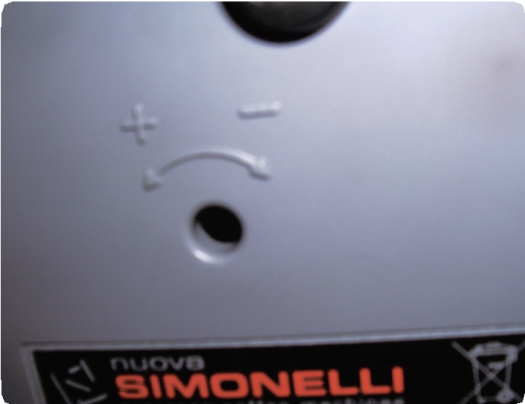 + -
nuova
SIMONELLI